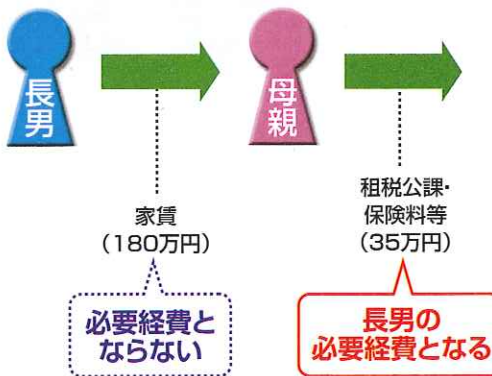 長男
母親
家賃
(180万円)
租税公課・
保険料等
(35万円)
必要経費と
ならない
長男の
必要経費となる